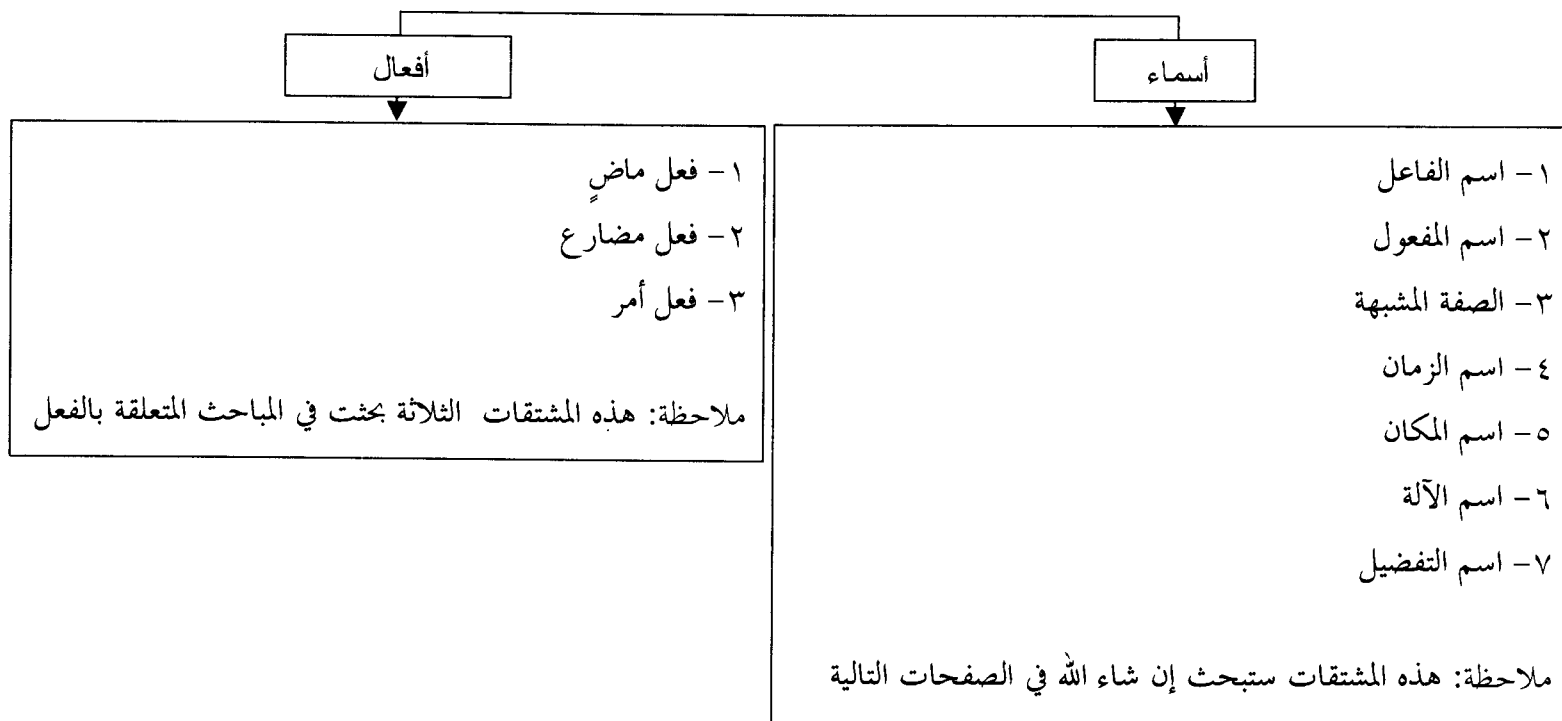 أسماء
١- اسم الفاعل
٢- اسم المفعول
٣- الصفة المشبهة
٤- اسم الزمان
٥- اسم المكان
٦- اسم الآلة
٧- اسم التفضيل
ملاحظة: هذه المشتقات ستبحث إن شاء الله في الصفحات التالية
أفعال
١- فعل ماضٍ
٢- فعل مضارع
٣- فعل أمر
ملاحظة: هذه المشتقات الثلاثة بحثت في المباحث المتعلقة بالفعل